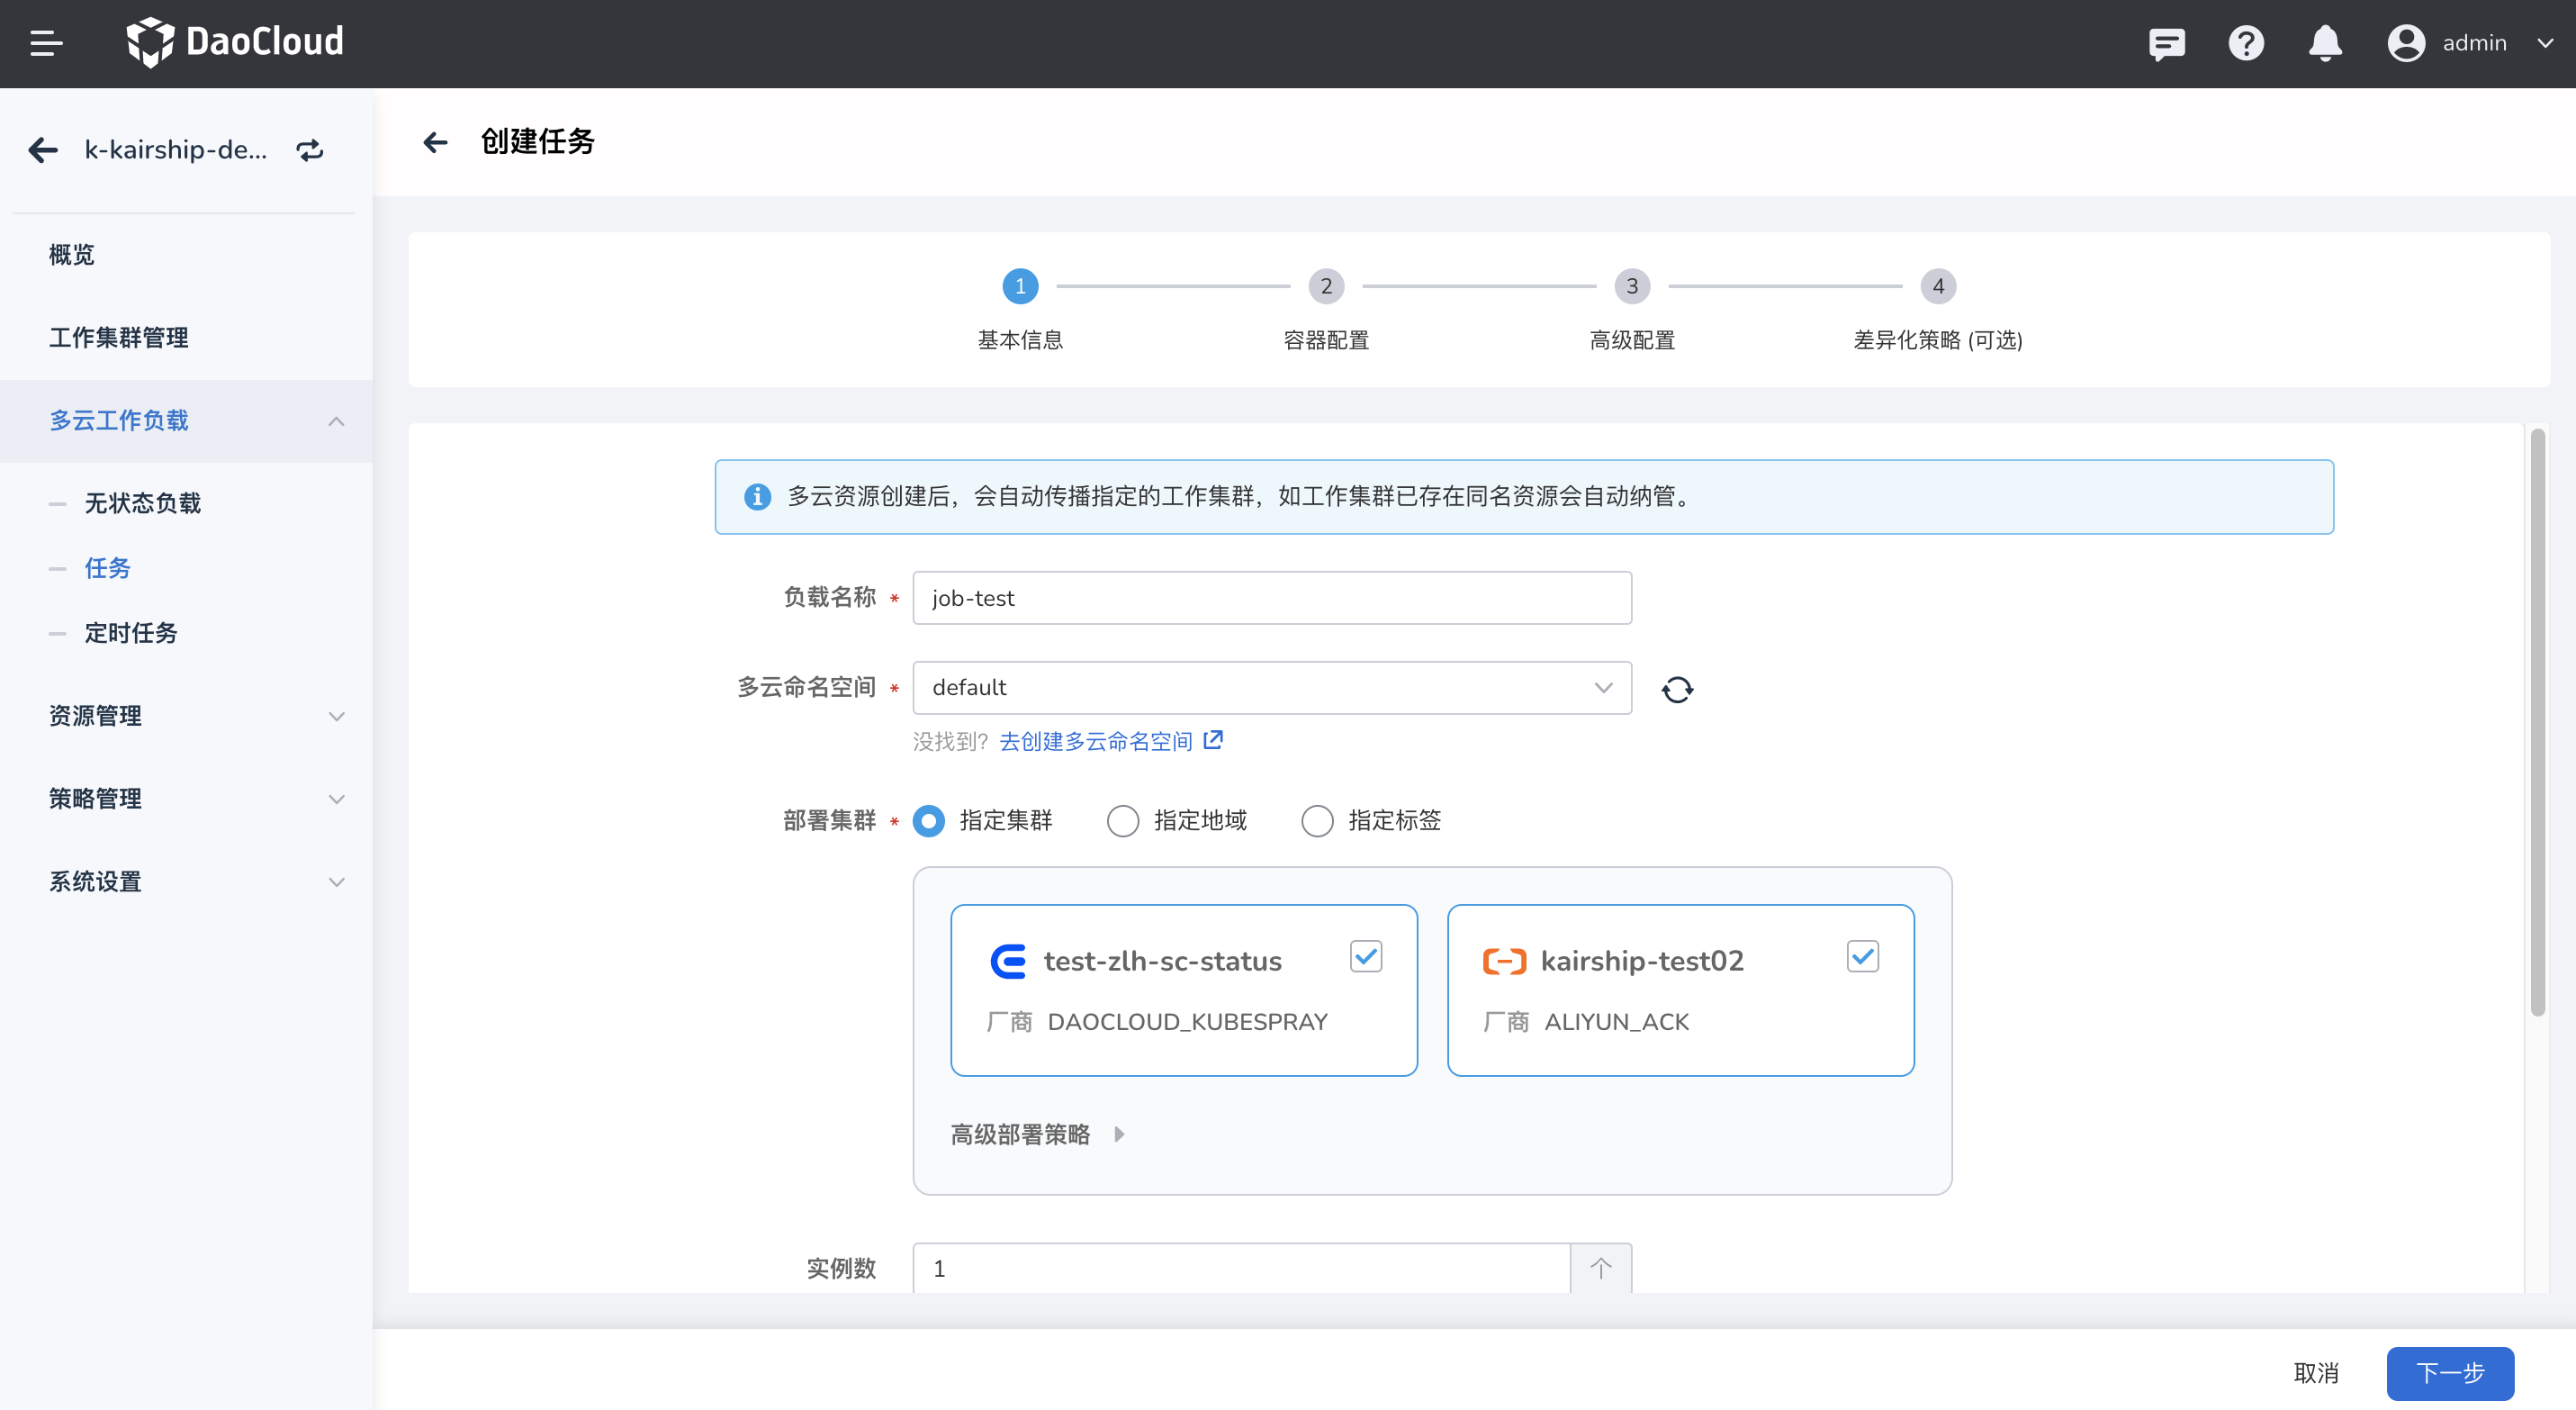 DaoCloud
admin
k-kairship-de...
创建任务
概览
工作集群管理
多云工作负载
无状态负载
任务
定时任务
资源管理
策略管理
系统设置
1
2
3
4
基本信息
容器配置
高级配置
差异化策略 (可选)
多云资源创建后，会自动传播指定的工作集群，如工作集群已存在同名资源会自动纳管。
负载名称 *
job-test
多云命名空间 *
default
没找到? 去创建多云命名空间
部署集群 *
指定集群
指定地域
指定标签
test-zlh-sc-status
厂商 DAOCLOUD_KUBESPRAY
kairship-test02
厂商 ALIYUN_ACK
高级部署策略
实例数
1
个
取消
下一步